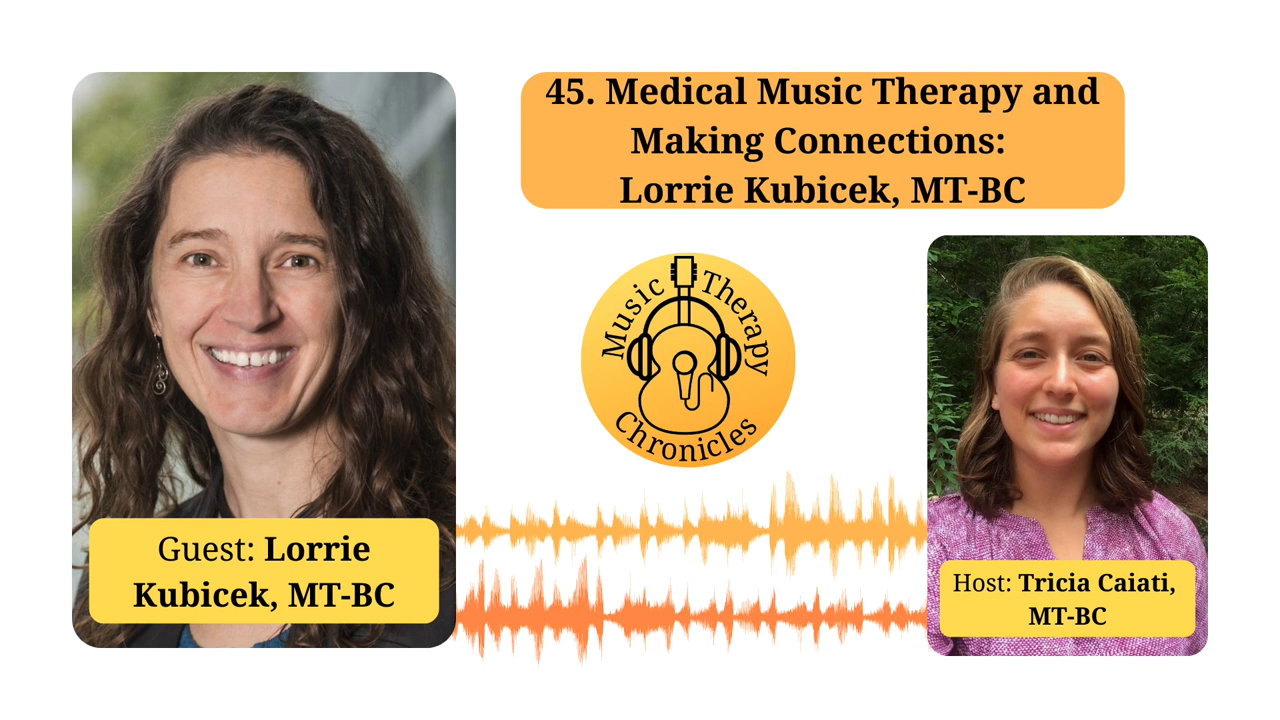 45. Medical Music Therapy and
Making Connections:
Lorrie Kubicek, MT-BC
Music Therapy
Chronicles
Guest: Lorrie
Kubicek, MT-BC
Host: Tricia Caiati,
MT-BC